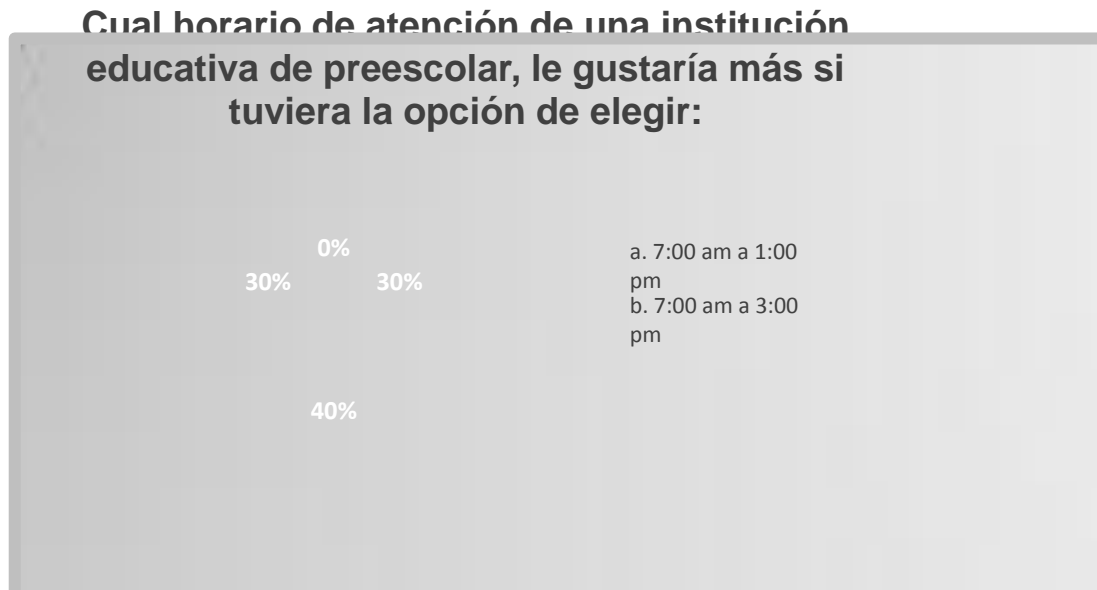 Cual horario de atención de una institución
educativa de preescolar, le gustaría más si
tuviera la opción de elegir:
0%
30% 30%
40%
a. 7:00 am a 1:00
pm
b. 7:00 am a 3:00
pm